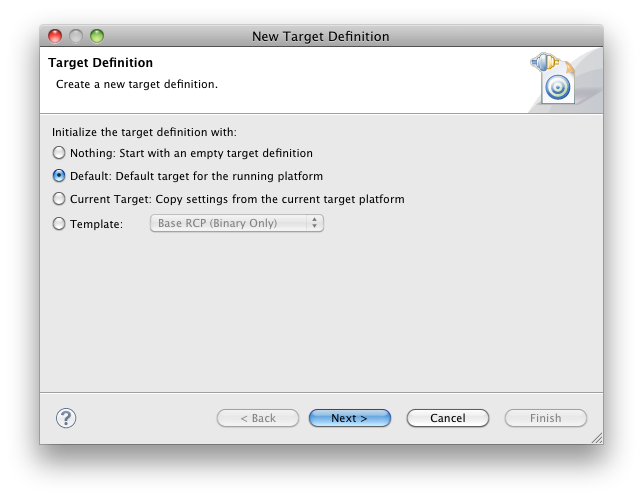 New Target Definition
Target Definition
Create a new target definition.
Initialize the target definition with:
Nothing: Start with an empty target definition
Default: Default target for the running platform
Current Target: Copy settings from the current target platform
Template: Base RCP (Binary Only)
? < Back Next > Cancel Finish